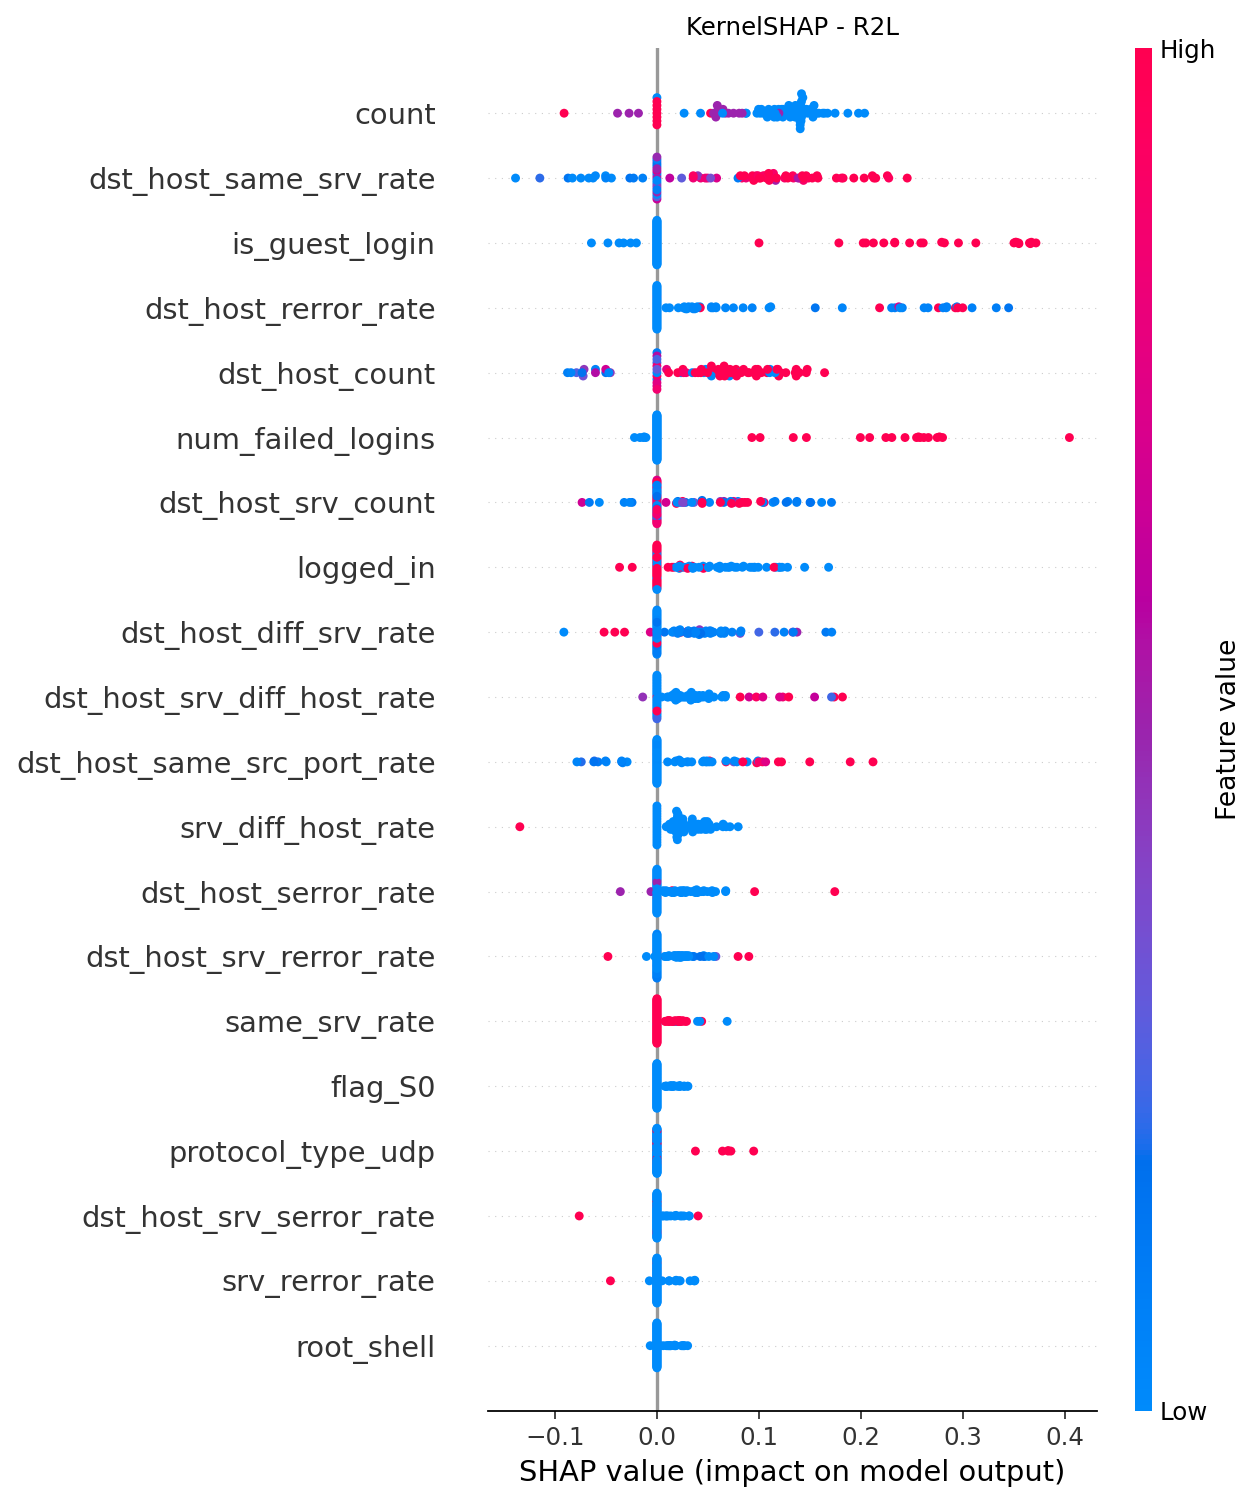 KernelSHAP - R2L
High
count
dst_host_same_srv_rate
is_guest_login
dst_host_rerror_rate
dst_host_count
num_failed_logins
dst_host_srv_count
logged_in
dst_host_diff_srv_rate
dst_host_srv_diff_host_rate
dst_host_same_src_port_rate
srv_diff_host_rate
dst_host_serror_rate
dst_host_srv_rerror_rate
same_srv_rate
flag_S0
protocol_type_udp
dst_host_srv_serror_rate
srv_rerror_rate
root_shell
Feature value
Low
−0.1 0.0 0.1 0.2 0.3 0.4
SHAP value (impact on model output)